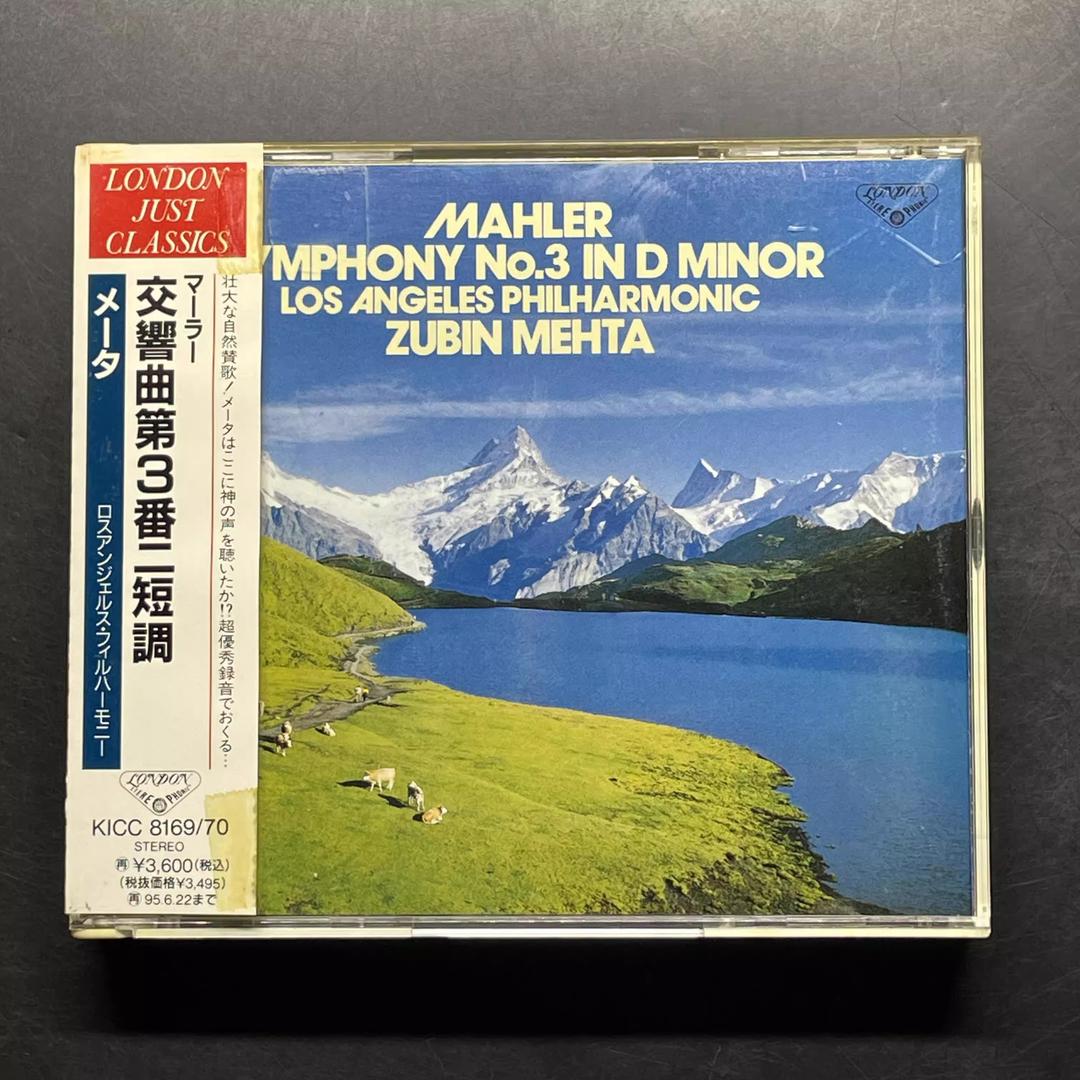 LONDON
JUST
CLASSICS
マーラー
交響曲第3番ニ短調
メータ
ロスアンジェルス・フィルハーモニー
壮大な自然賛歌!メータはここに神の声を聴いたか!?超優秀録音でおくる…
LONDON
STEREO PHONIC
KICC 8169/70
STEREO
再 ¥3,600(税込)
(税抜価格¥3,495)
再 95.6.22まで
MAHLER
YMPHONY No.3 IN D MINOR
LOS ANGELES PHILHARMONIC
ZUBIN MEHTA
LONDON
STEREO PHONIC